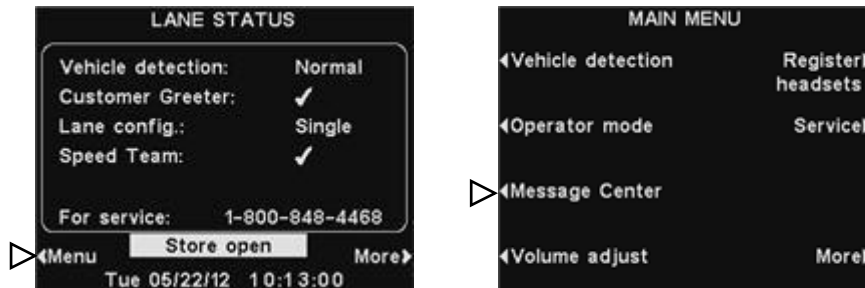 LANE STATUS
Vehicle detection: Normal
Customer Greeter: ✓
Lane config.: Single
Speed Team: ✓
For service: 1-800-848-4468
Store open
Menu More
Tue 05/22/12 10:13:00
MAIN MENU
Vehicle detection Register
headsets
Operator mode Service
Message Center
Volume adjust More